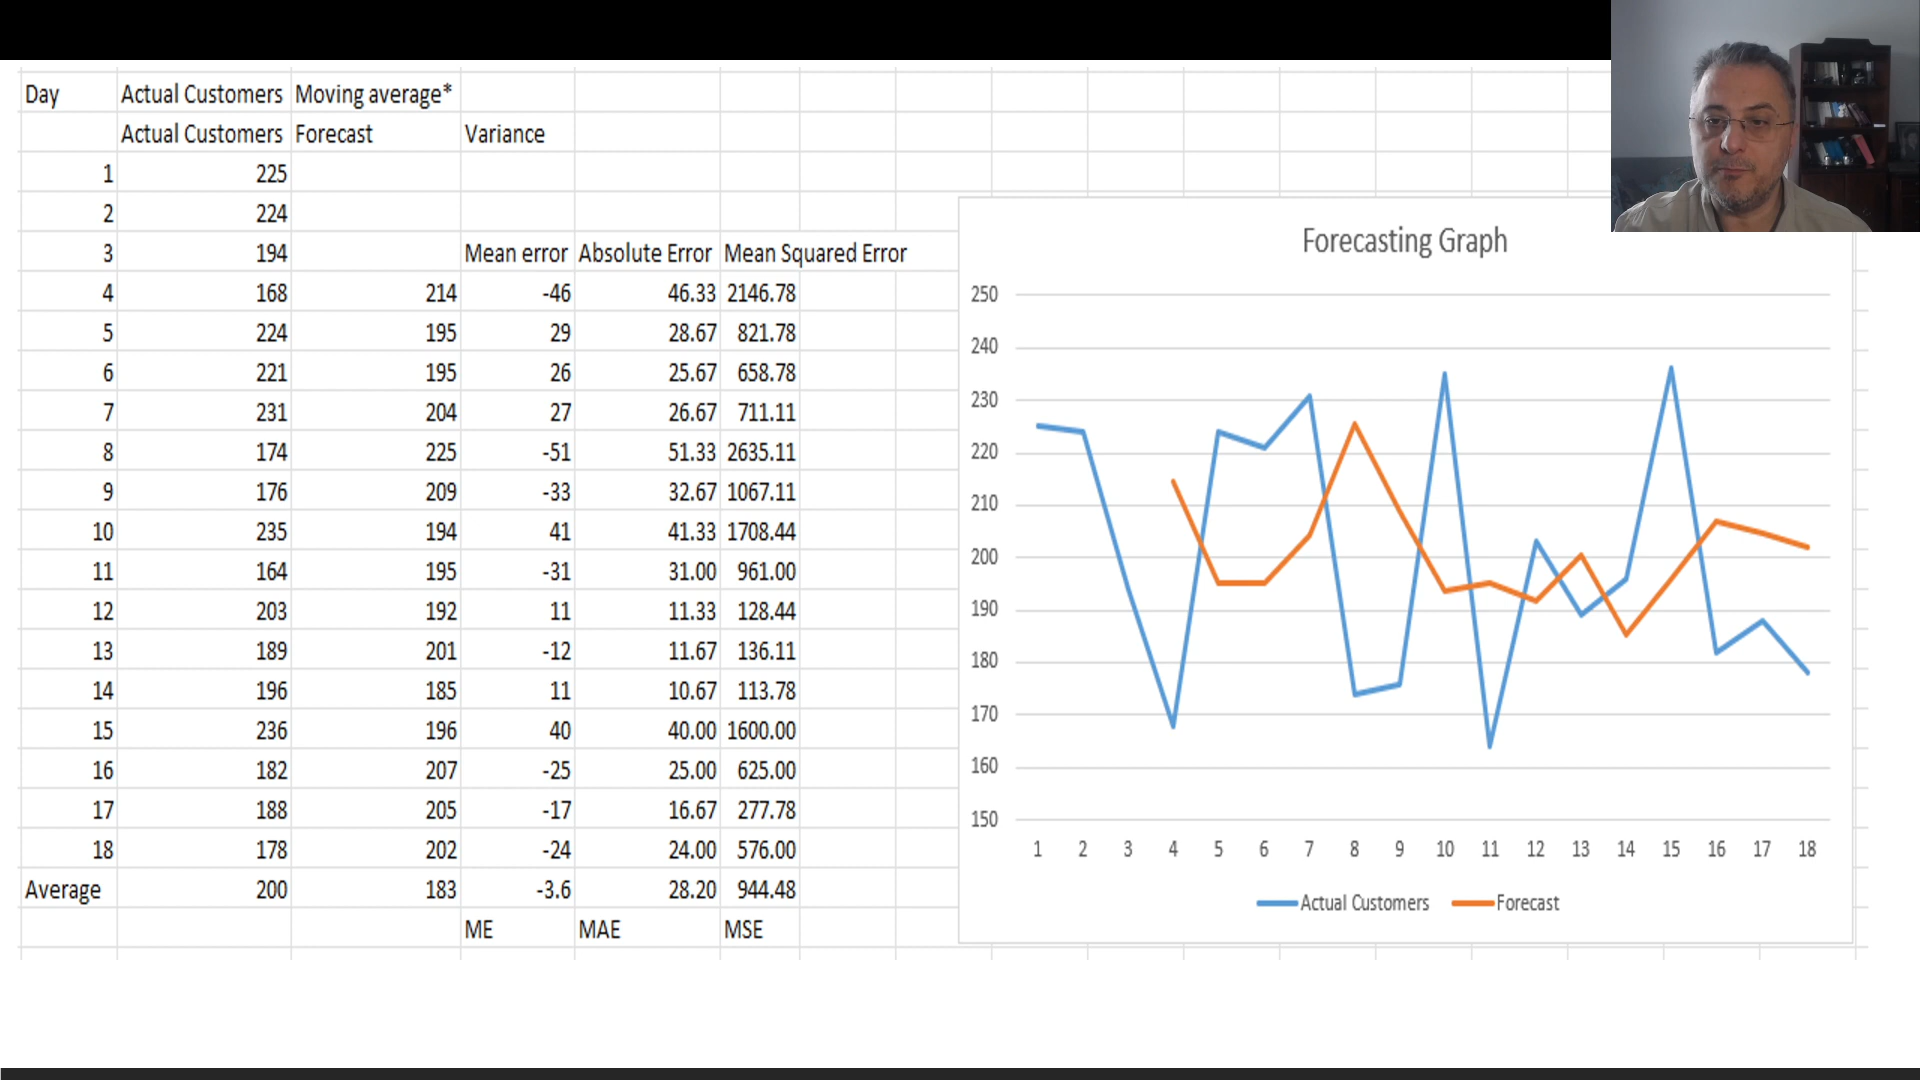 Day Actual Customers Moving average*
Actual Customers Forecast Variance
1 225
2 224
3 194 Mean error Absolute Error Mean Squared Error
4 168 214 -46 46.33 2146.78
5 224 195 29 28.67 821.78
6 221 195 26 25.67 658.78
7 231 204 27 26.67 711.11
8 174 225 -51 51.33 2635.11
9 176 209 -33 32.67 1067.11
10 235 194 41 41.33 1708.44
11 164 195 -31 31.00 961.00
12 203 192 11 11.33 128.44
13 189 201 -12 11.67 136.11
14 196 185 11 10.67 113.78
15 236 196 40 40.00 1600.00
16 182 207 -25 25.00 625.00
17 188 205 -17 16.67 277.78
18 178 202 -24 24.00 576.00
Average 200 183 -3.6 28.20 944.48
ME MAE MSE
Forecasting Graph
250
240
230
220
210
200
190
180
170
160
150
1 2 3 4 5 6 7 8 9 10 11 12 13 14 15 16 17 18
Actual Customers Forecast